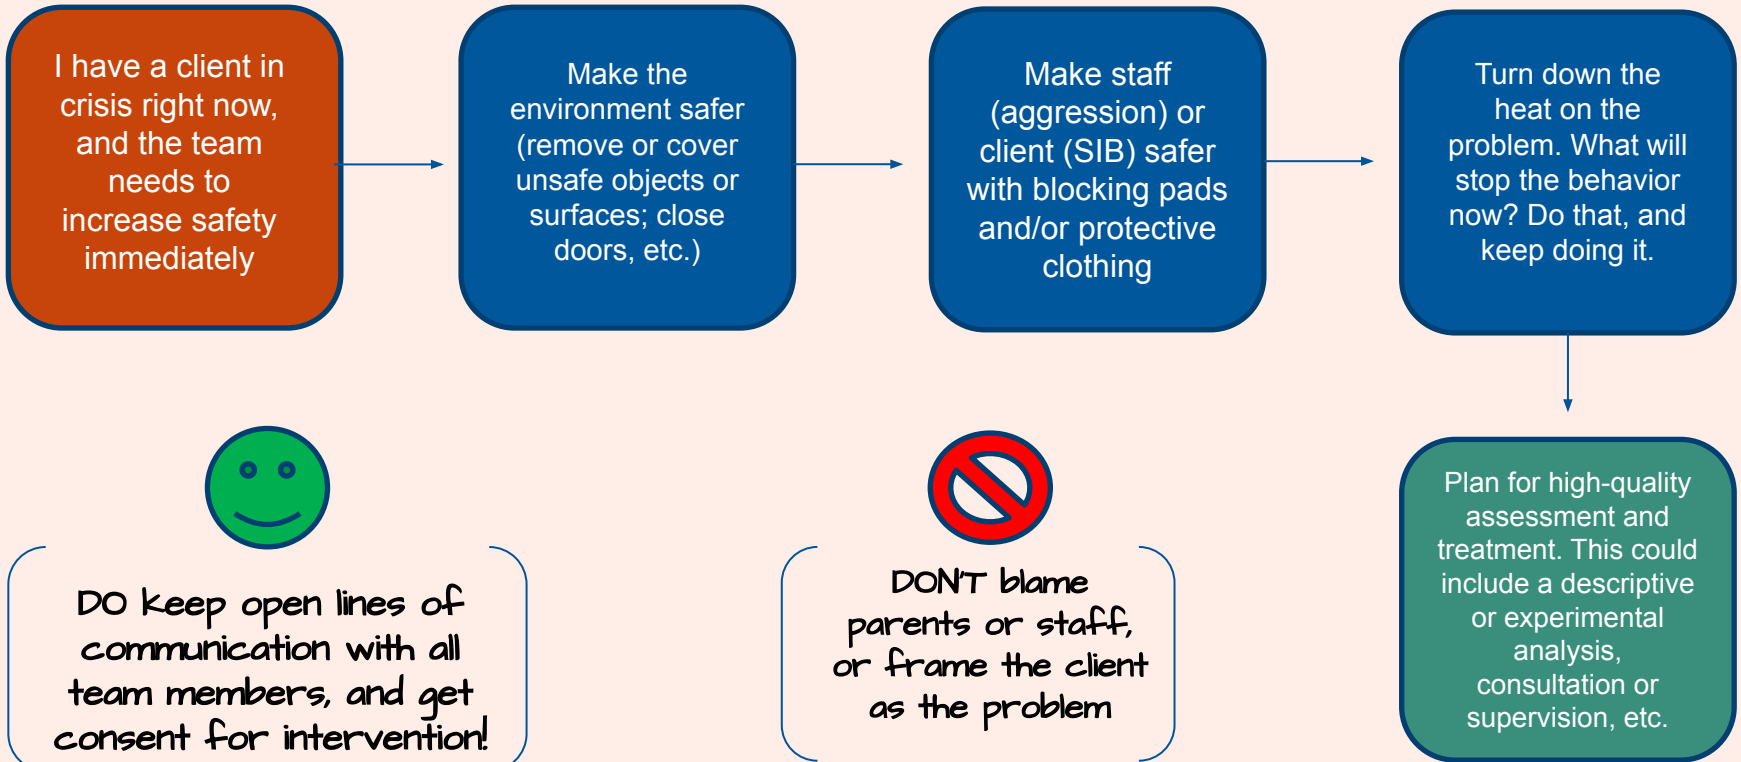 I have a client in
crisis right now,
and the team
needs to
increase safety
immediately
Make the
environment safer
(remove or cover
unsafe objects or
surfaces; close
doors, etc.)
Make staff
(aggression) or
client (SIB) safer
with blocking pads
and/or protective
clothing
Turn down the
heat on the
problem. What will
stop the behavior
now? Do that, and
keep doing it.
Plan for high-quality
assessment and
treatment. This could
include a descriptive
or experimental
analysis,
consultation or
supervision, etc.
DO keep open lines of
communication with all
team members, and get
consent for intervention!
DON'T blame
parents or staff,
or frame the client
as the problem